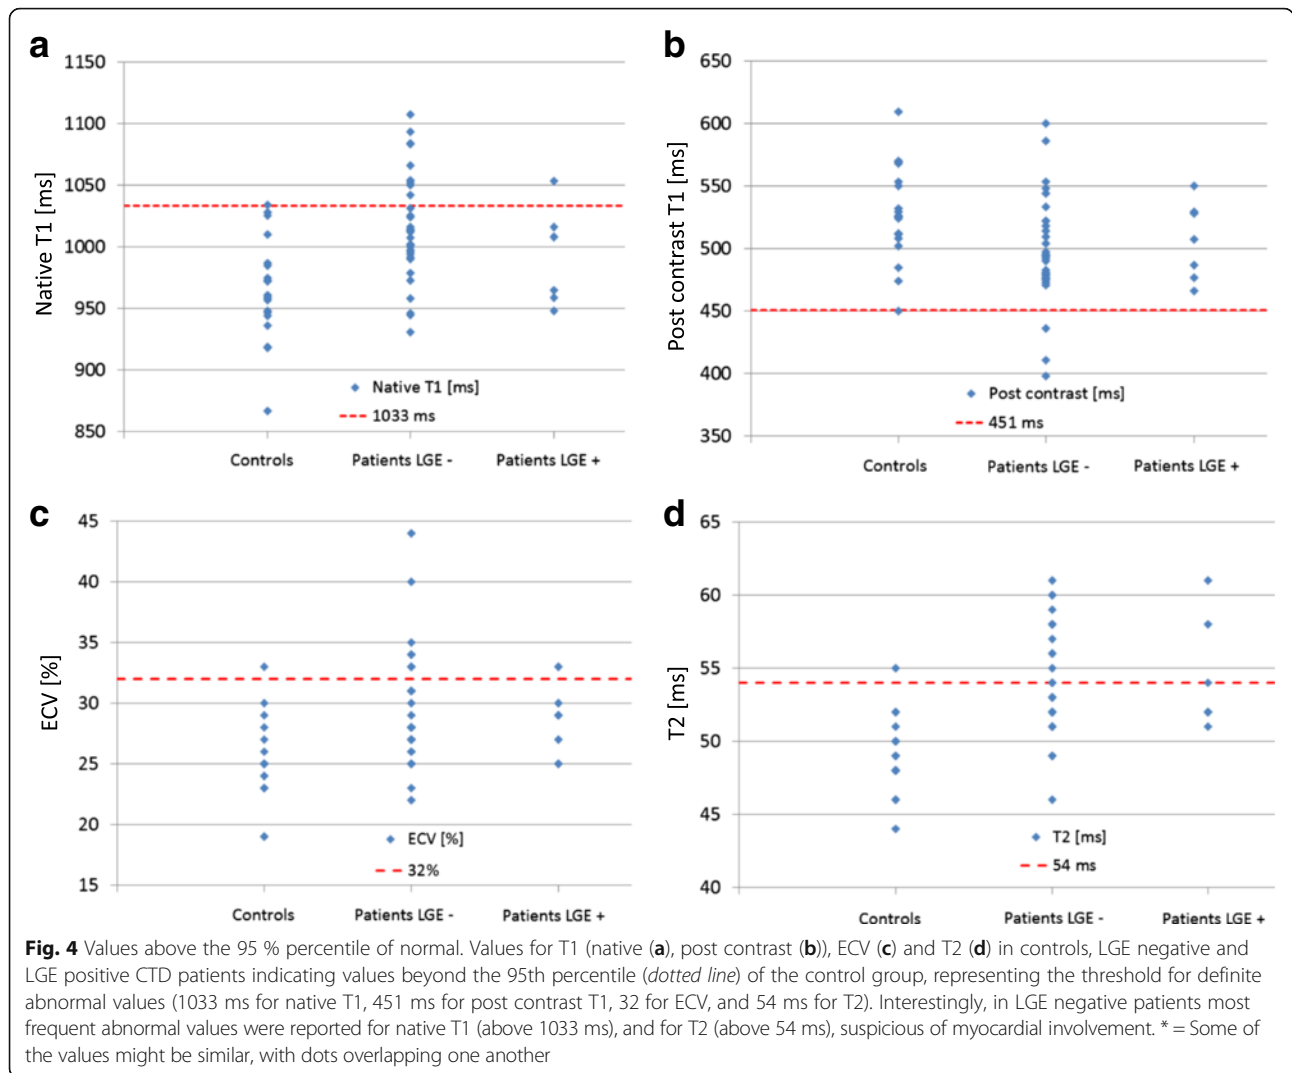 a
1150
1100
1050
1000
950
900
850
Native T1 [ms]
Native T1 [ms]
1033 ms
Controls
Patients LGE -
Patients LGE +
b
650
600
550
500
450
400
350
Post contrast T1 [ms]
Post contrast [ms]
451 ms
Controls
Patients LGE -
Patients LGE +
c
45
40
35
30
25
20
15
ECV [%]
ECV [%]
32%
Controls
Patients LGE -
Patients LGE +
d
65
60
55
50
45
40
T2 [ms]
T2 [ms]
54 ms
Controls
Patients LGE -
Patients LGE +
Fig. 4 Values above the 95 % percentile of normal. Values for T1 (native (a), post contrast (b)), ECV (c) and T2 (d) in controls, LGE negative and
LGE positive CTD patients indicating values beyond the 95th percentile (dotted line) of the control group, representing the threshold for definite
abnormal values (1033 ms for native T1, 451 ms for post contrast T1, 32 for ECV, and 54 ms for T2). Interestingly, in LGE negative patients most
frequent abnormal values were reported for native T1 (above 1033 ms), and for T2 (above 54 ms), suspicious of myocardial involvement. * = Some of
the values might be similar, with dots overlapping one another